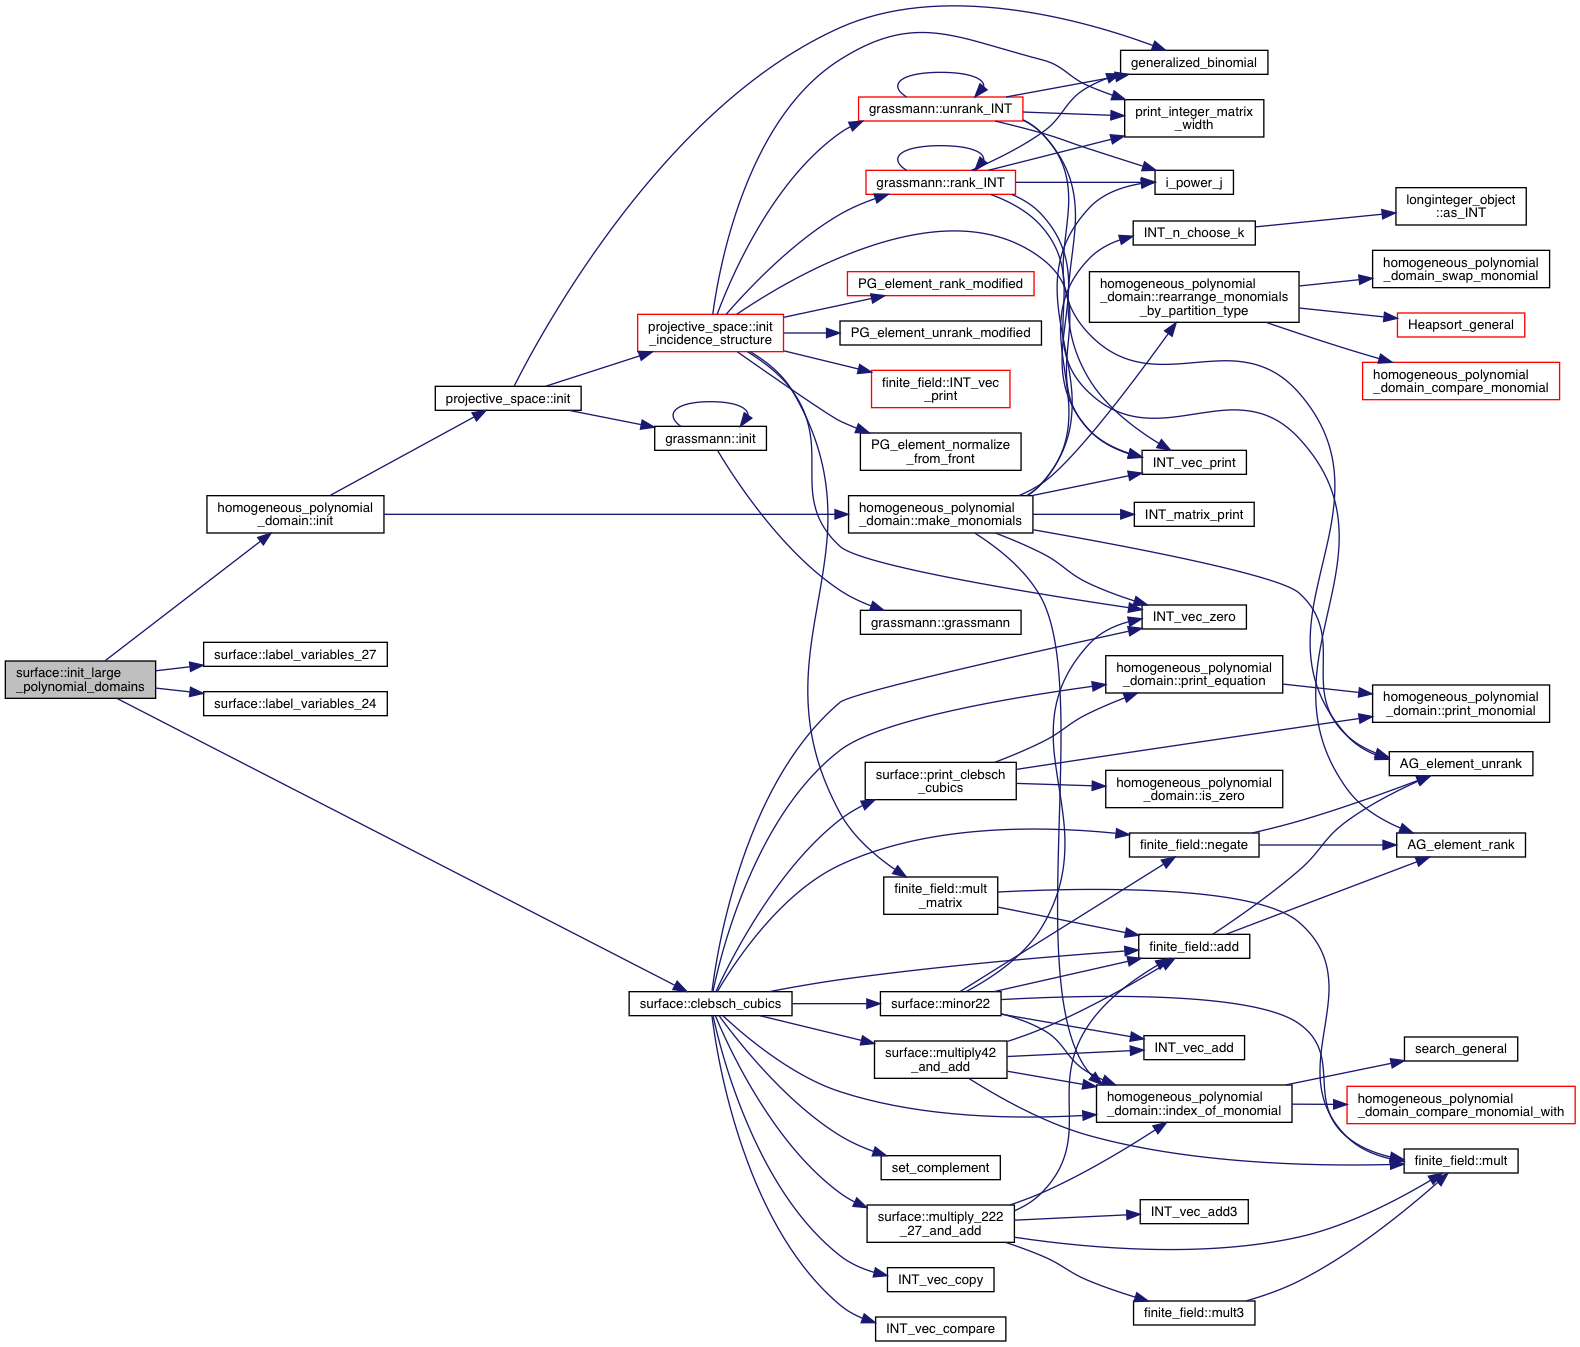 surface::init_large
_polynomial_domains
homogeneous_polynomial
_domain::init
surface::label_variables_27
surface::label_variables_24
projective_space::init
projective_space::init
_incidence_structure
grassmann::init
surface::clebsch_cubics
grassmann::unrank_INT
grassmann::rank_INT
PG_element_rank_modified
PG_element_unrank_modified
finite_field::INT_vec
_print
PG_element_normalize
_from_front
homogeneous_polynomial
_domain::make_monomials
grassmann::grassmann
surface::print_clebsch
_cubics
finite_field::mult
_matrix
surface::minor22
surface::multiply42
_and_add
set_complement
surface::multiply_222
_27_and_add
INT_vec_copy
INT_vec_compare
generalized_binomial
print_integer_matrix
_width
i_power_j
INT_n_choose_k
homogeneous_polynomial
_domain::rearrange_monomials
_by_partition_type
INT_vec_print
INT_matrix_print
INT_vec_zero
homogeneous_polynomial
_domain::print_equation
homogeneous_polynomial
_domain::is_zero
finite_field::negate
finite_field::add
INT_vec_add
homogeneous_polynomial
_domain::index_of_monomial
INT_vec_add3
finite_field::mult3
longinteger_object
::as_INT
homogeneous_polynomial
_domain_swap_monomial
Heapsort_general
homogeneous_polynomial
_domain_compare_monomial
homogeneous_polynomial
_domain::print_monomial
AG_element_unrank
AG_element_rank
search_general
homogeneous_polynomial
_domain_compare_monomial_with
finite_field::mult